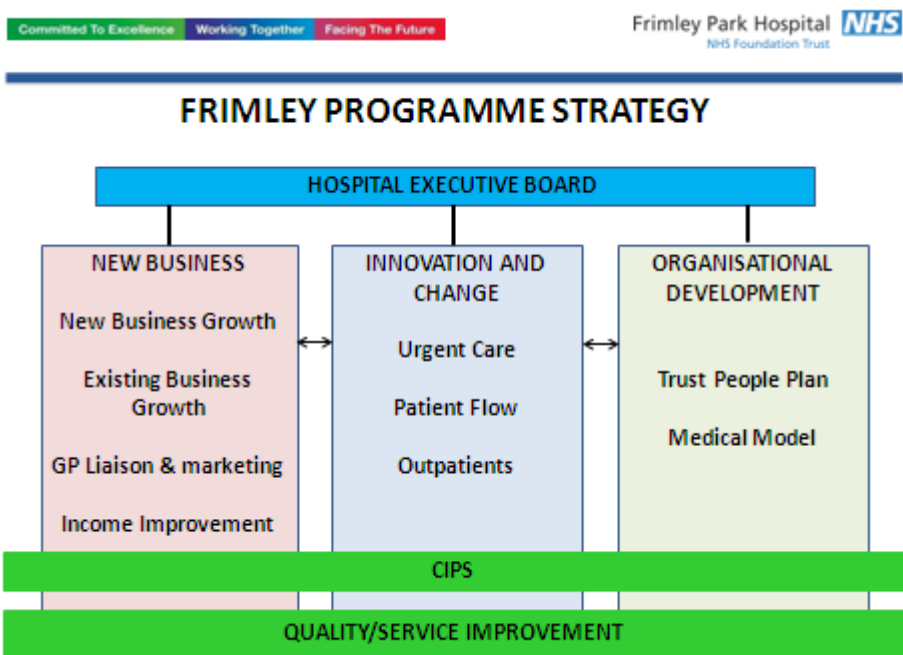 Committed To Excellence Working Together Facing The Future
Frimley Park Hospital NHS
NHS Foundation Trust
FRIMLEY PROGRAMME STRATEGY
HOSPITAL EXECUTIVE BOARD
NEW BUSINESS
New Business Growth
Existing Business
Growth
GP Liaison & marketing
Income Improvement
INNOVATION AND
CHANGE
Urgent Care
Patient Flow
Outpatients
ORGANISATIONAL
DEVELOPMENT
Trust People Plan
Medical Model
CIPS
QUALITY/SERVICE IMPROVEMENT